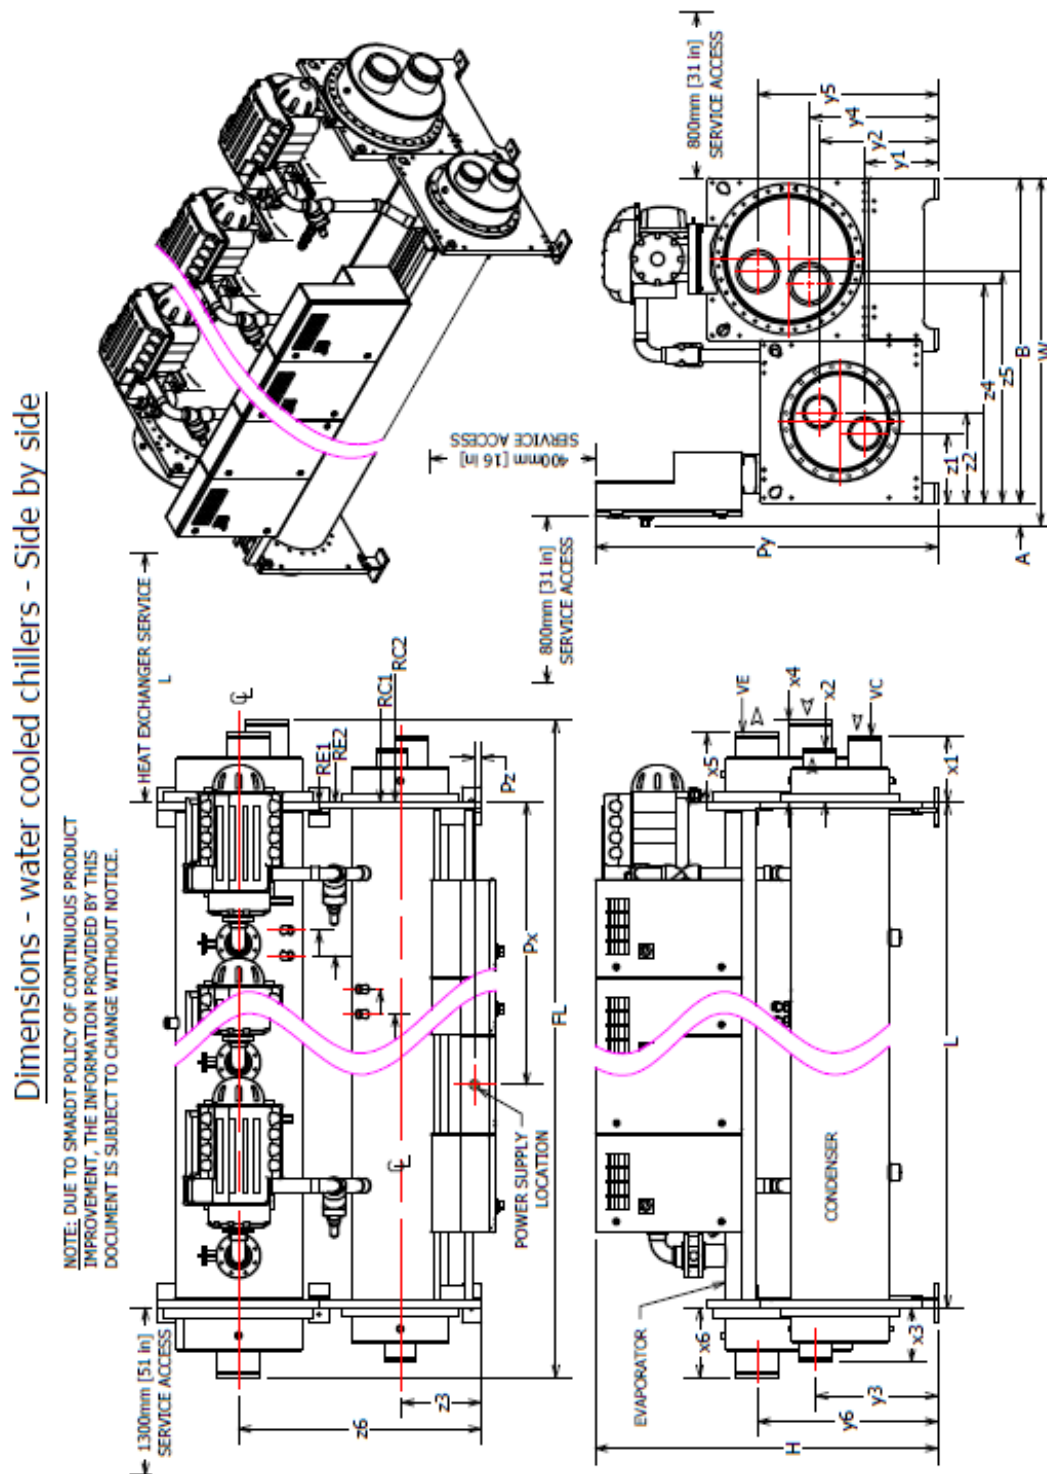 Dimensions - water cooled chillers - Side by side
NOTE: DUE TO SMARDT POLICY OF CONTINUOUS PRODUCT
IMPROVEMENT, THE INFORMATION PROVIDED BY THIS
DOCUMENT IS SUBJECT TO CHANGE WITHOUT NOTICE.
1300mm [51 in]
SERVICE ACCESS
HEAT EXCHANGER SERVICE
L
℄
RE1
RE2
RC1
RC2
℄
z6
z3
Pz
Px
FL
POWER SUPPLY
LOCATION
400mm [16 in]
SERVICE ACCESS
800mm [31 in]
SERVICE ACCESS
800mm [31 in]
SERVICE ACCESS
EVAPORATOR
CONDENSER
H
x6
x3
y6
y3
L
x5
VE
x4
x2
VC
x1
Py
A
z1
z2
z4
z5
B
W
y1
y2
y4
y5